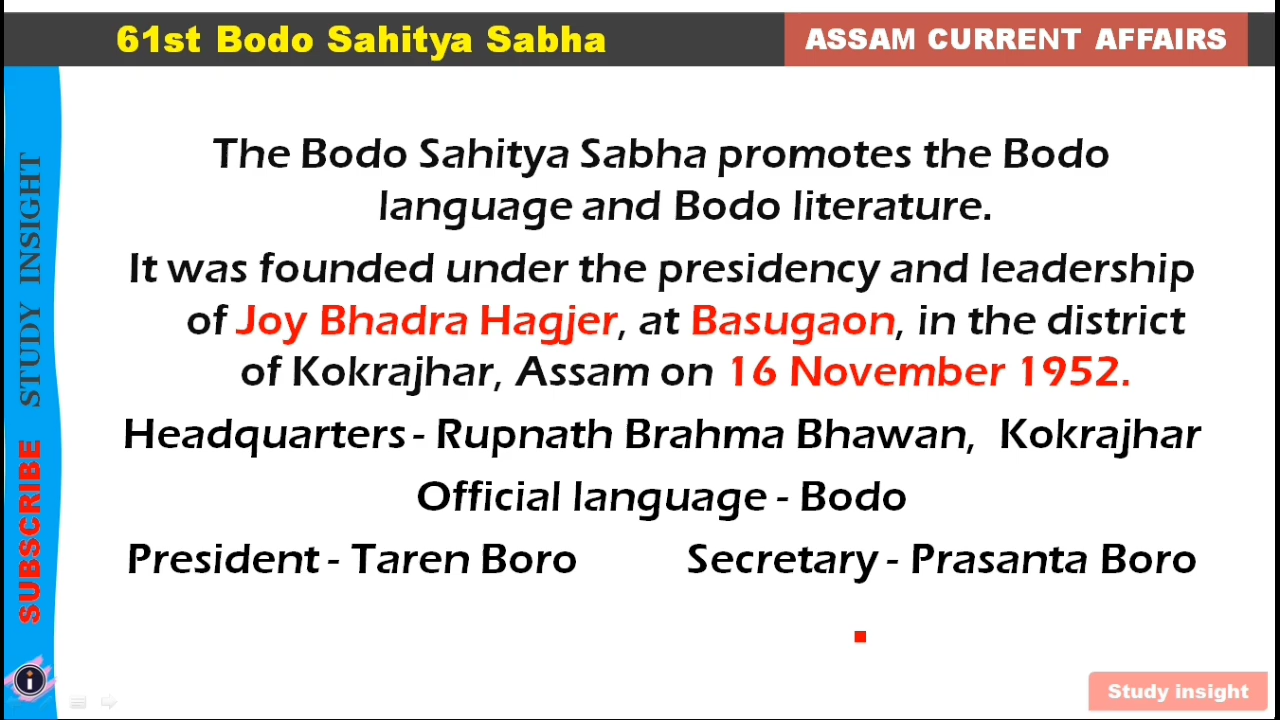 61st Bodo Sahitya Sabha
ASSAM CURRENT AFFAIRS
The Bodo Sahitya Sabha promotes the Bodo
language and Bodo literature.
It was founded under the presidency and leadership
of Joy Bhadra Hagjer, at Basugaon, in the district
of Kokrajhar, Assam on 16 November 1952.
Headquarters - Rupnath Brahma Bhawan, Kokrajhar
Official language - Bodo
President - Taren Boro
Secretary - Prasanta Boro
SUBSCRIBE STUDY INSIGHT
i
Study insight